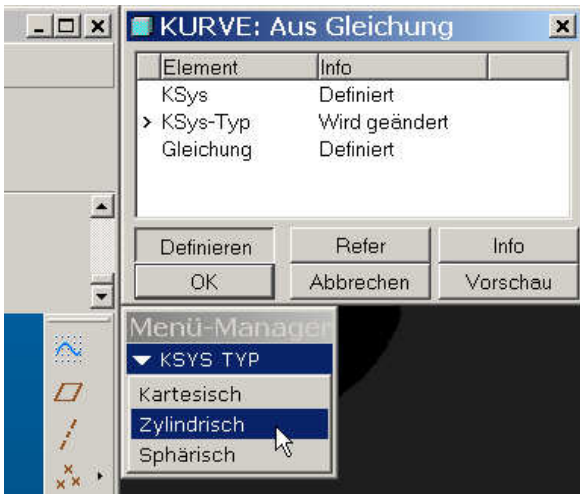 KURVE: Aus Gleichung
Element Info
KSys Definiert
KSys-Typ Wird geändert
Gleichung Definiert
Definieren Refer Info
OK Abbrechen Vorschau
Menü-Manager
KSYS TYP
Kartesisch
Zylindrisch
Sphärisch